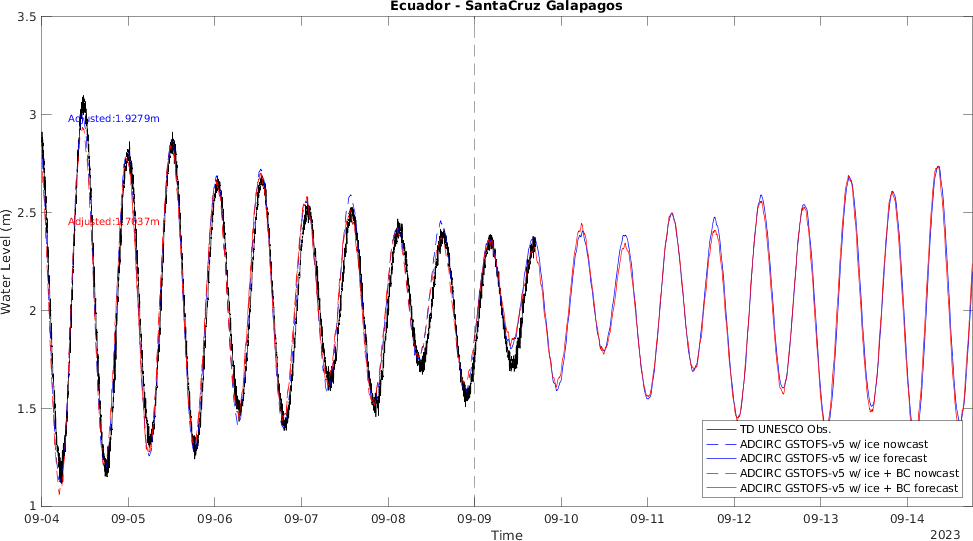 Ecuador - SantaCruz Galapagos
3.5
3
2.5
2
1.5
1
Water Level (m)
Adjusted:1.9279m
Adjusted:1.7037m
TD UNESCO Obs.
ADCIRC GSTOFS-v5 w/ ice nowcast
ADCIRC GSTOFS-v5 w/ ice forecast
ADCIRC GSTOFS-v5 w/ ice + BC nowcast
ADCIRC GSTOFS-v5 w/ ice + BC forecast
09-04 09-05 09-06 09-07 09-08 09-09 09-10 09-11 09-12 09-13 09-14
Time
2023